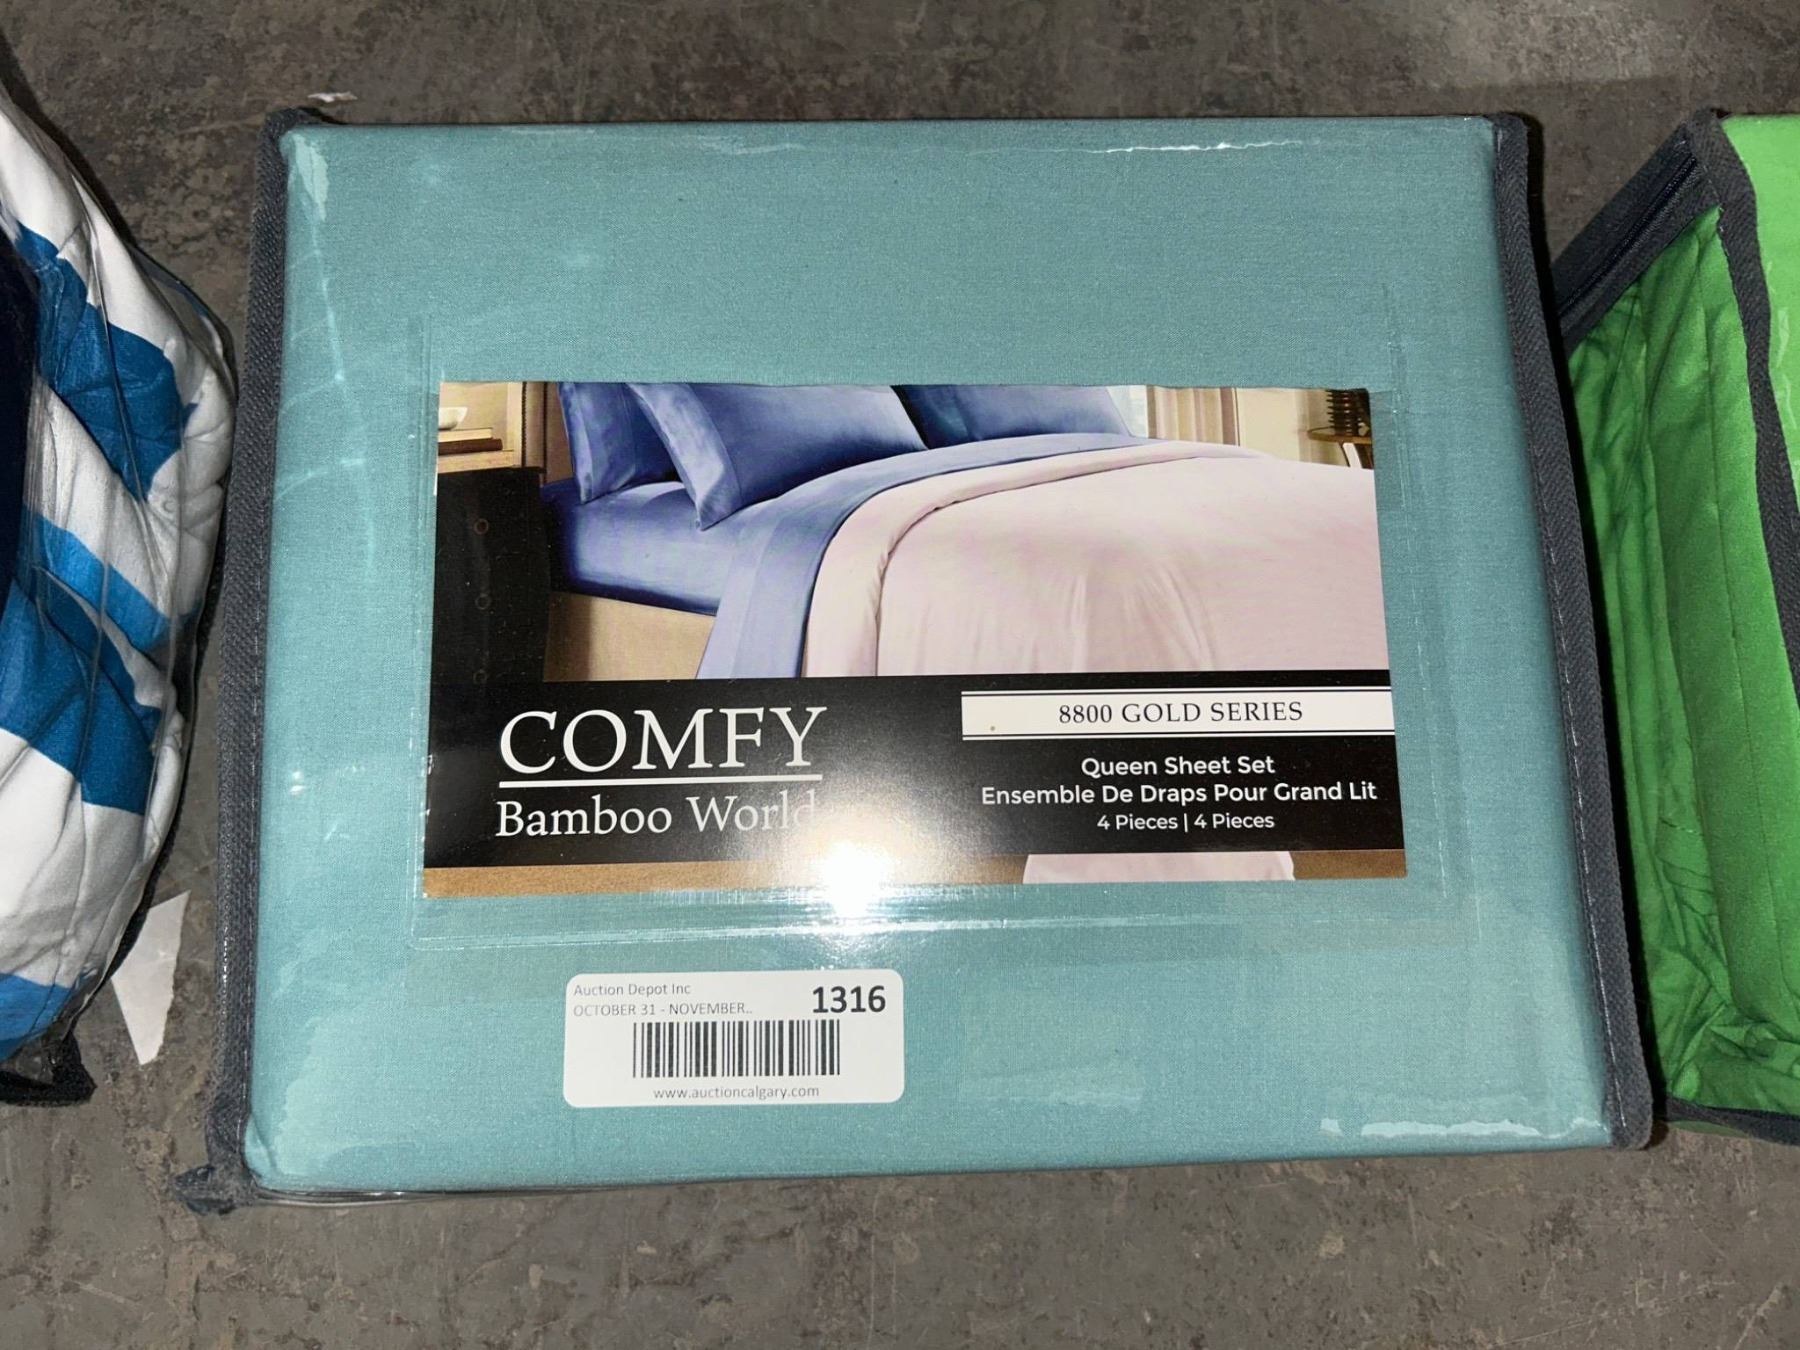 COMFY
Bamboo World
8800 GOLD SERIES
Queen Sheet Set
Ensemble De Draps Pour Grand Lit
4 Pieces | 4 Pieces
Auction Depot Inc
OCTOBER 31 - NOVEMBER..
1316
www.auctioncalgary.com